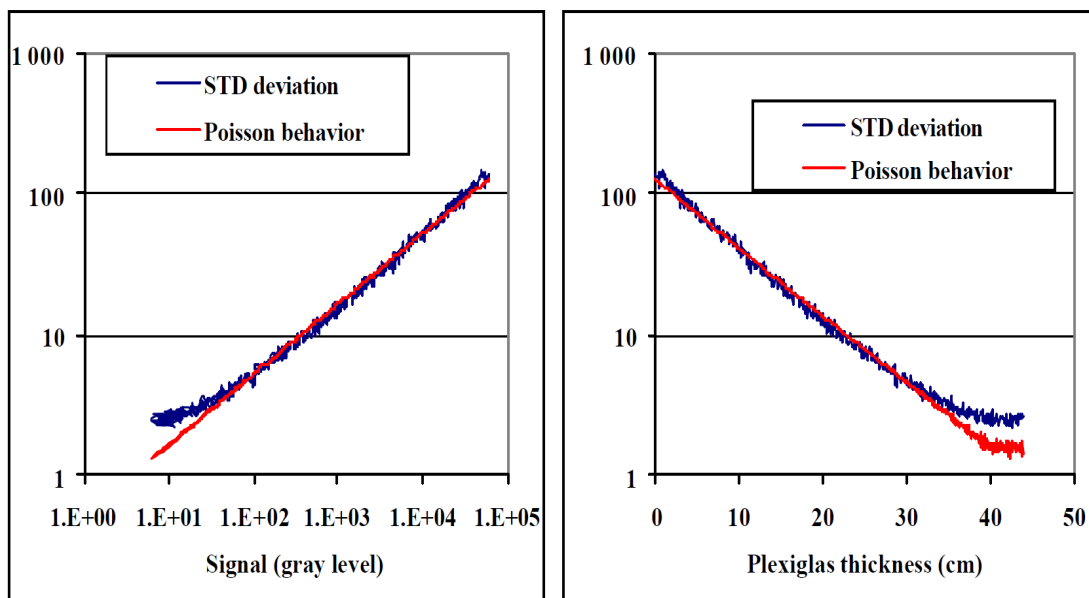 1 000
100
10
1
STD deviation
Poisson behavior
1.E+00 1.E+01 1.E+02 1.E+03 1.E+04 1.E+05
Signal (gray level)
1 000
100
10
1
STD deviation
Poisson behavior
0 10 20 30 40 50
Plexiglas thickness (cm)